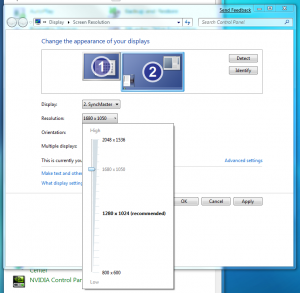 Send Feedback
Display ▸ Screen Resolution
Search Control Panel
Change the appearance of your displays
1
2
Detect
Identify
Display: 2. SyncMaster
Resolution: 1680 x 1050
Orientation: High
2048 x 1536
Multiple displays:
This is currently you
1680 x 1050
Advanced settings
Make text and other
What display setting
1280 x 1024 (recommended)
OK Cancel Apply
800 x 600
Center
Low
NVIDIA Control Pan